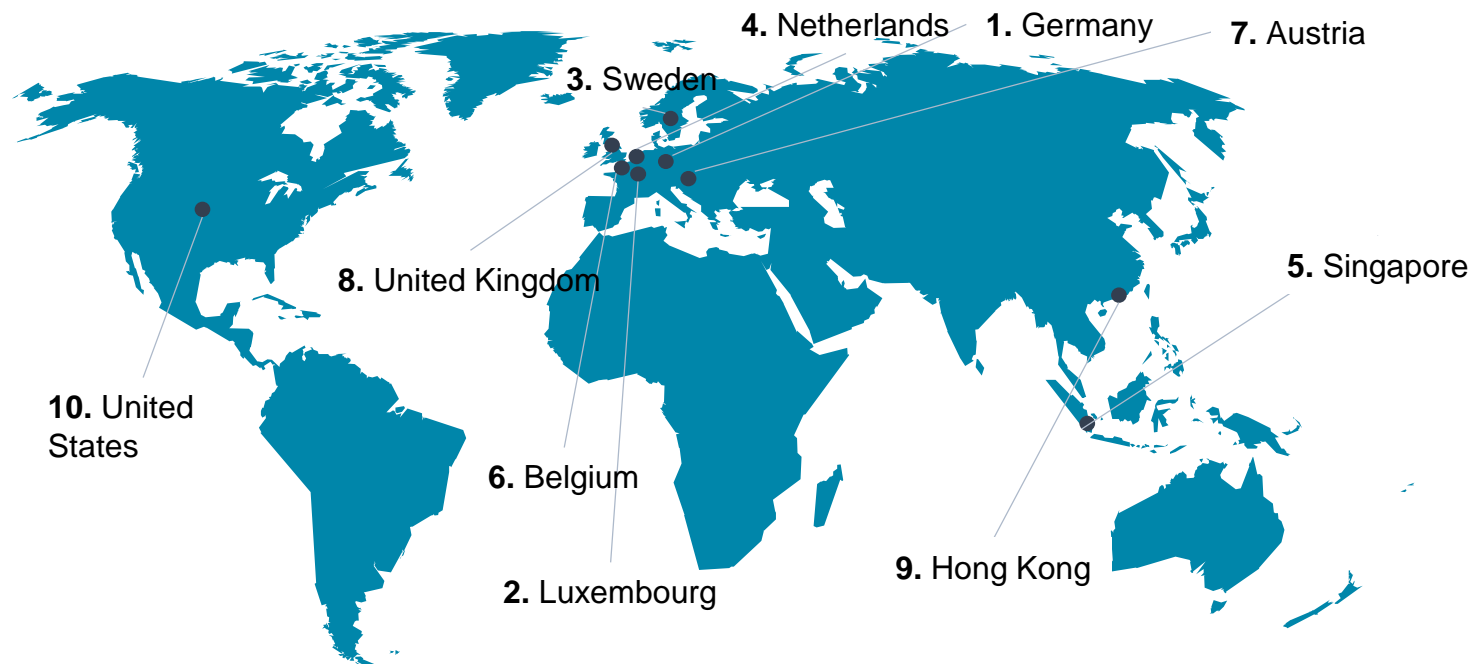 4. Netherlands
1. Germany
7. Austria
3. Sweden
5. Singapore
8. United Kingdom
10. United
States
6. Belgium
9. Hong Kong
2. Luxembourg